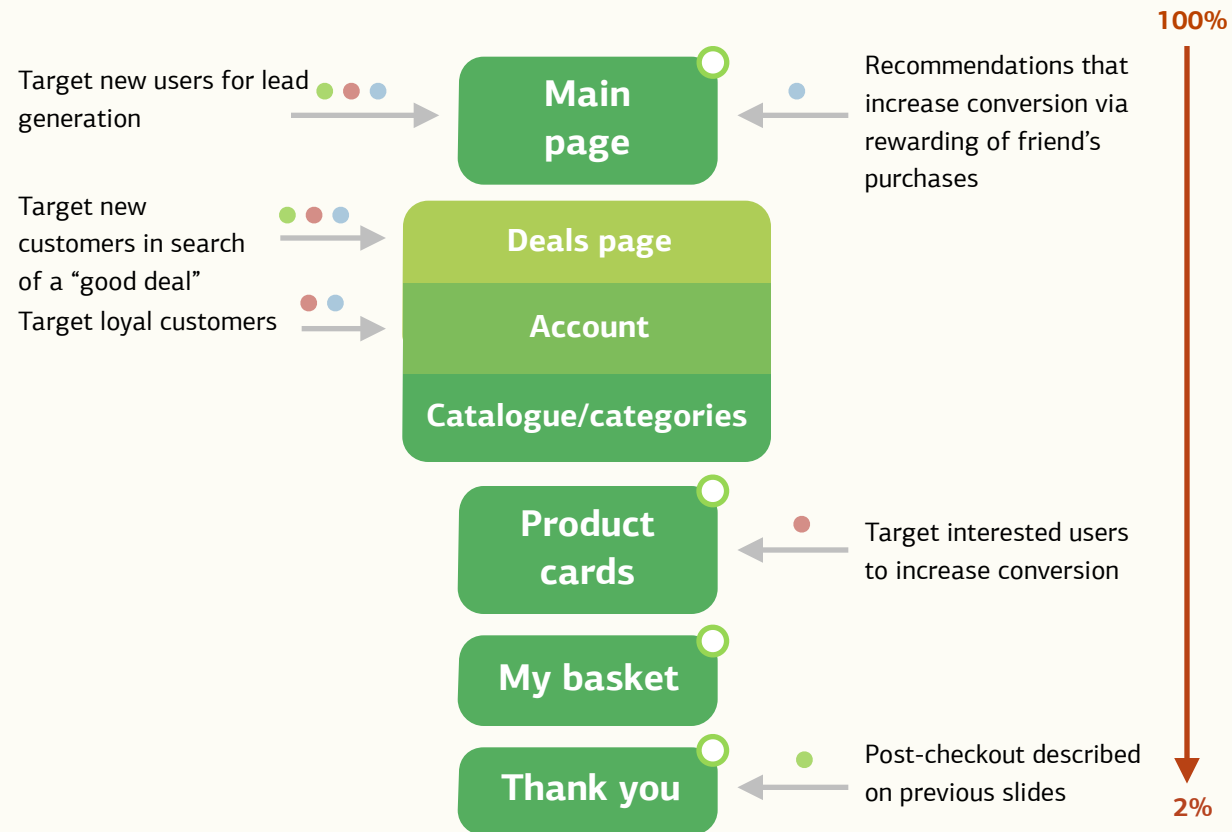 100%
Target new users for lead
generation
Main
page
Recommendations that
increase conversion via
rewarding of friend’s
purchases
Target new
customers in search
of a “good deal”
Target loyal customers
Deals page
Account
Catalogue/categories
Product
cards
Target interested users
to increase conversion
My basket
Thank you
Post-checkout described
on previous slides
2%